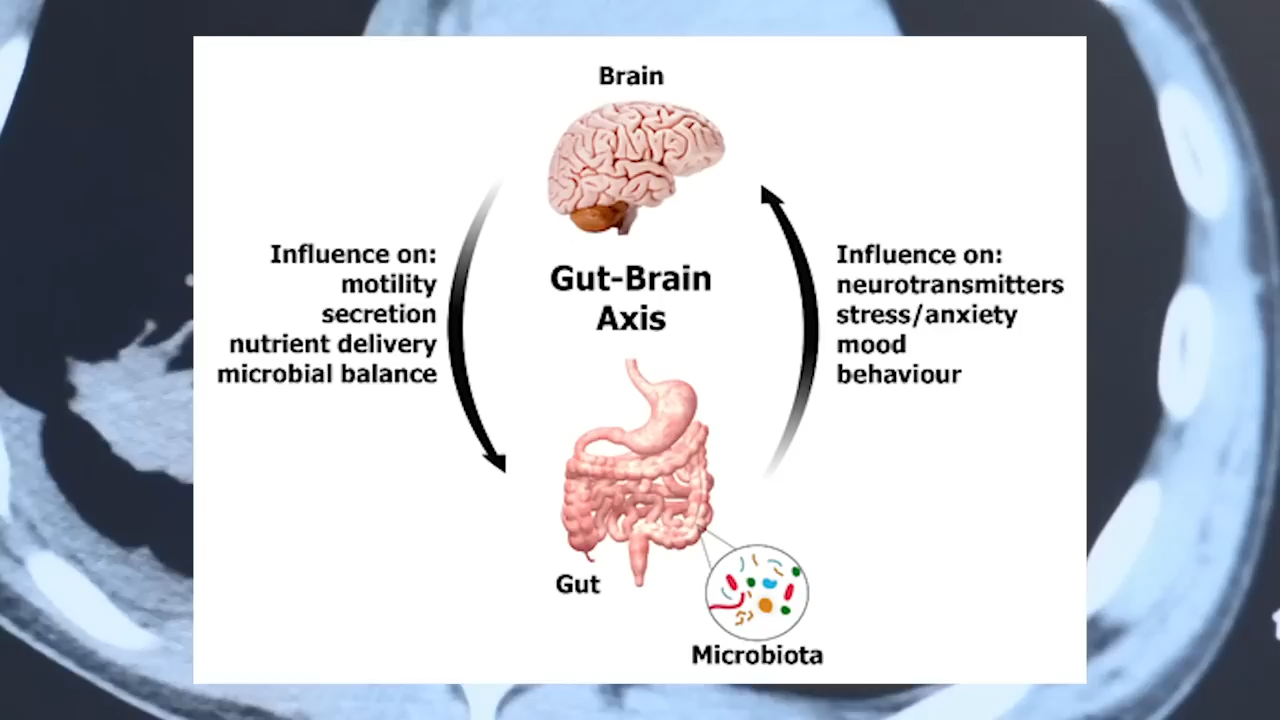 Brain
Influence on:
motility
secretion
nutrient delivery
microbial balance
Gut-Brain
Axis
Influence on:
neurotransmitters
stress/anxiety
mood
behaviour
Gut
Microbiota